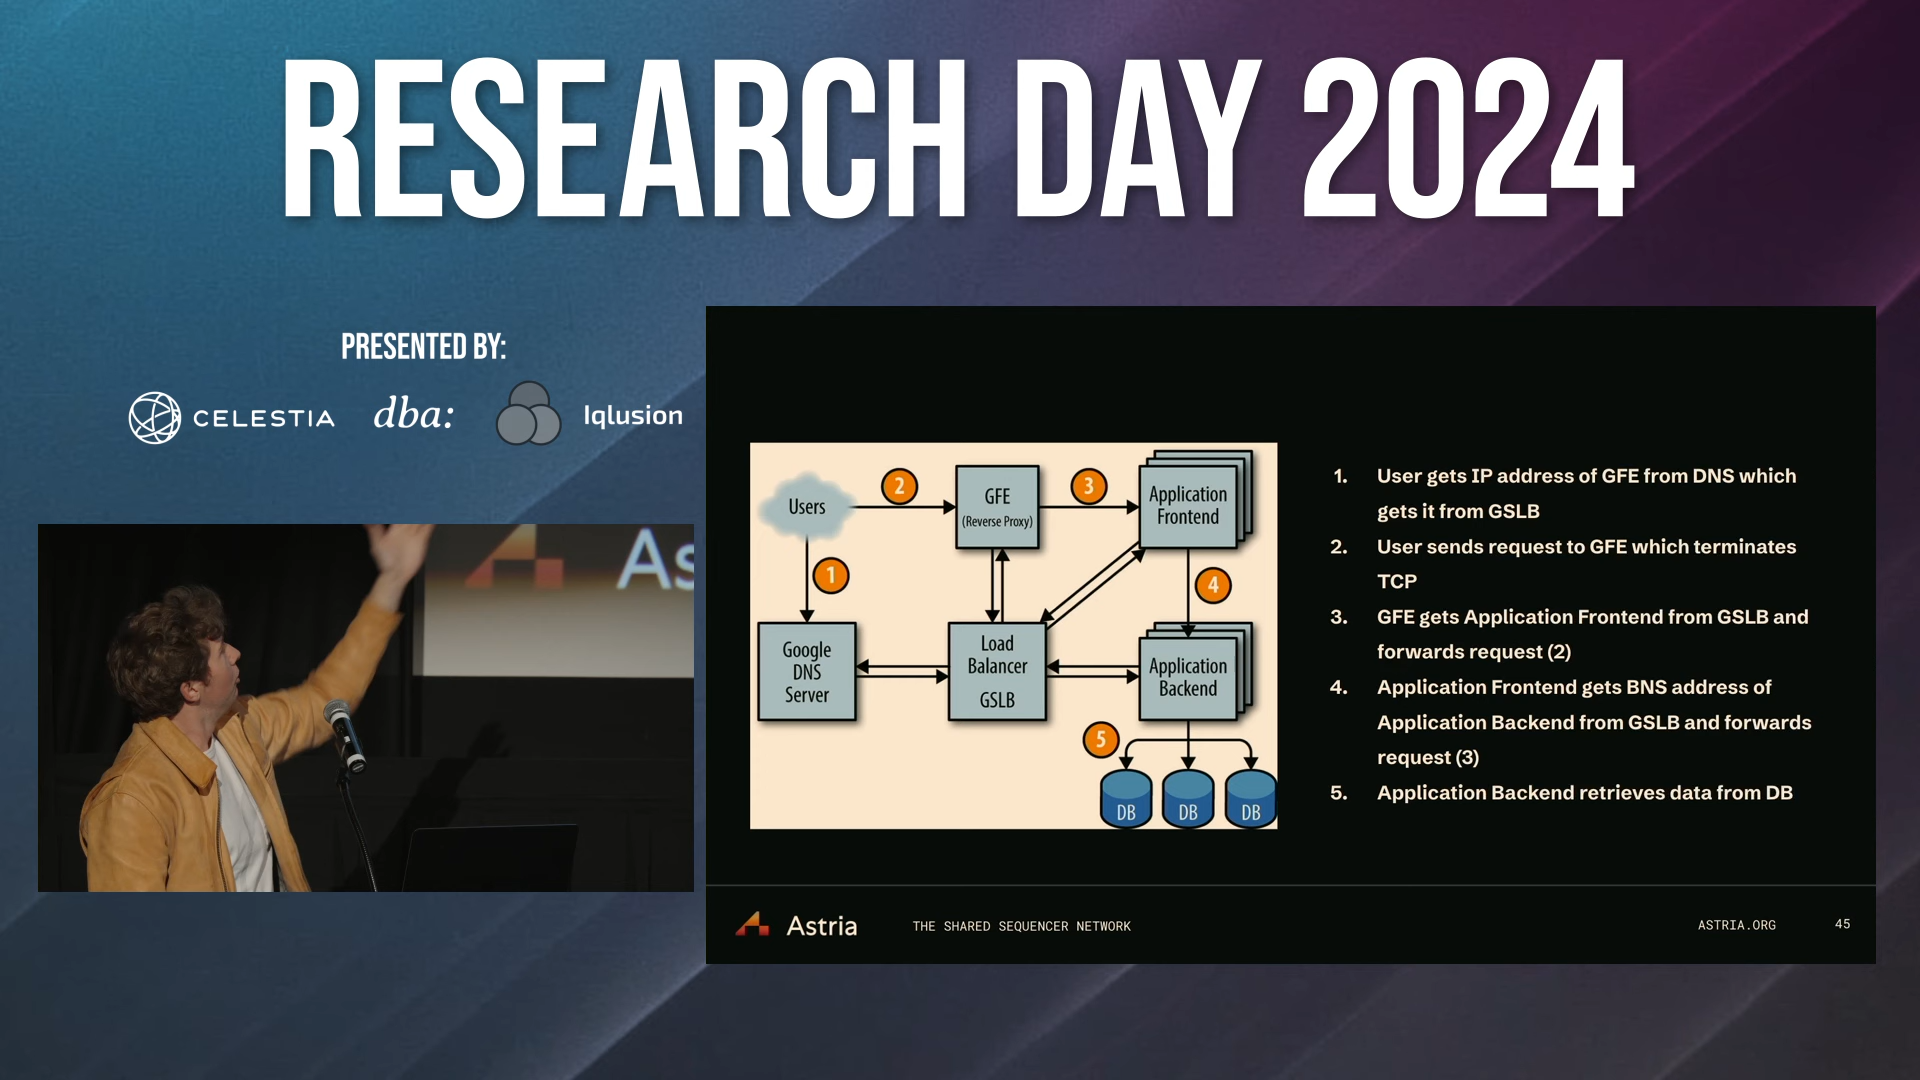 RESEARCH DAY 2024
PRESENTED BY:
CELESTIA
dba:
Iqlusion
As
Users
2
GFE
(Reverse Proxy)
3
Application
Frontend
1
4
Google
DNS
Server
Load
Balancer
GSLB
Application
Backend
5
DB
DB
DB
1. User gets IP address of GFE from DNS which
gets it from GSLB
2. User sends request to GFE which terminates
TCP
3. GFE gets Application Frontend from GSLB and
forwards request (2)
4. Application Frontend gets BNS address of
Application Backend from GSLB and forwards
request (3)
5. Application Backend retrieves data from DB
Astria
THE SHARED SEQUENCER NETWORK
ASTRIA.ORG
45